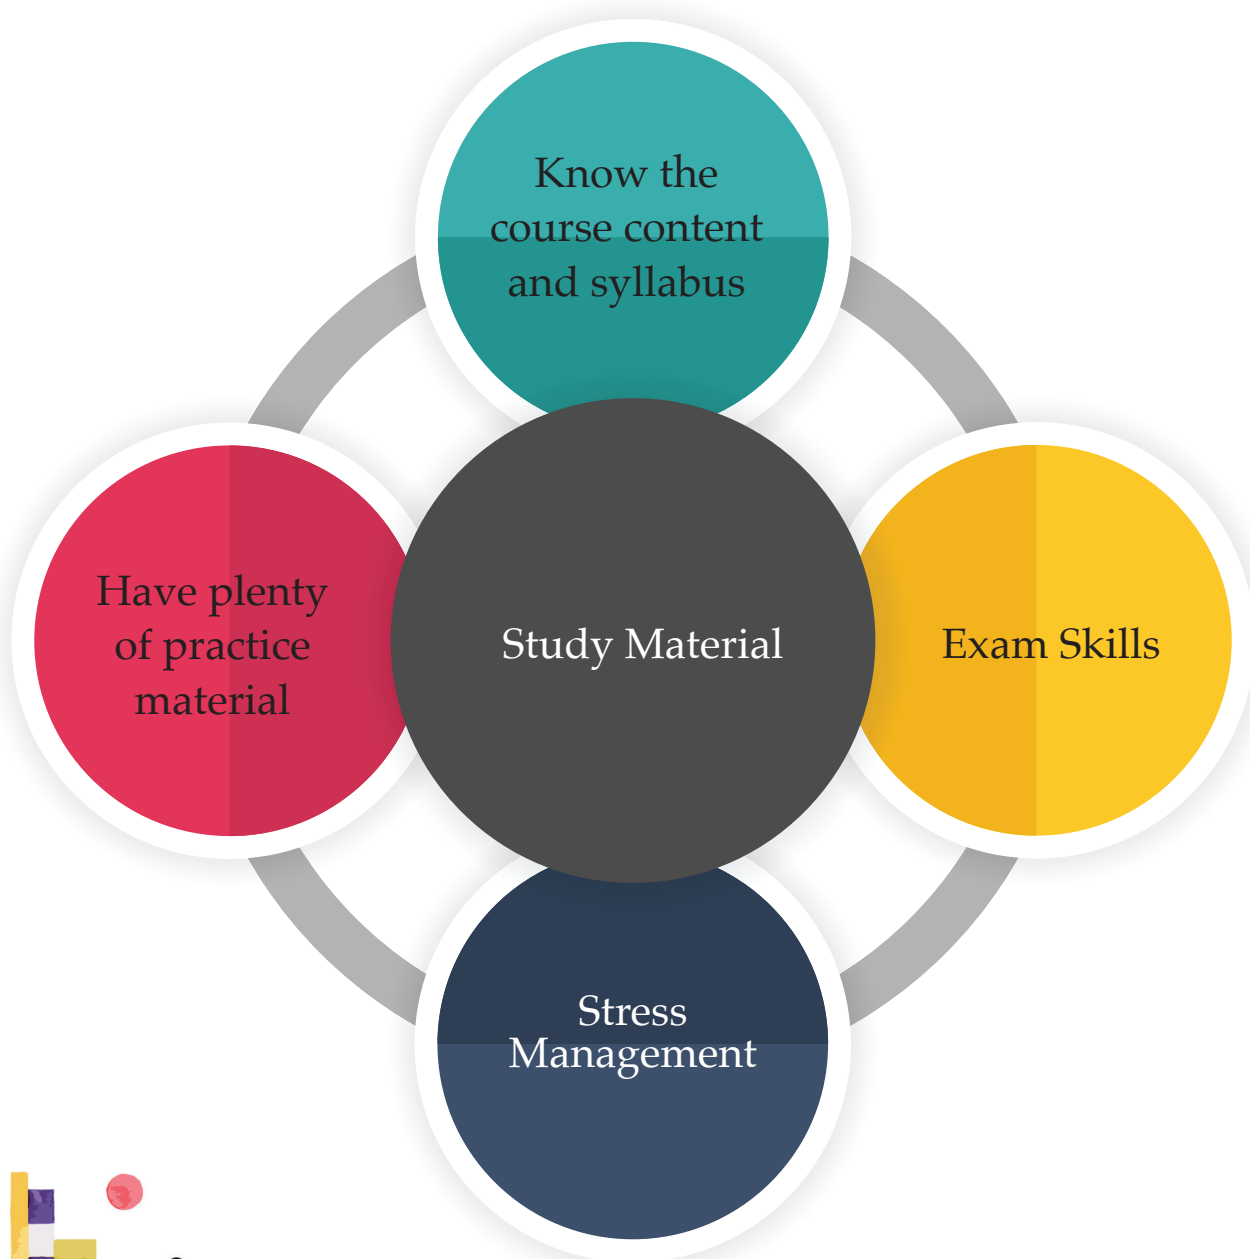 Know the
course content
and syllabus
Have plenty
of practice
material
Study Material
Exam Skills
Stress
Management